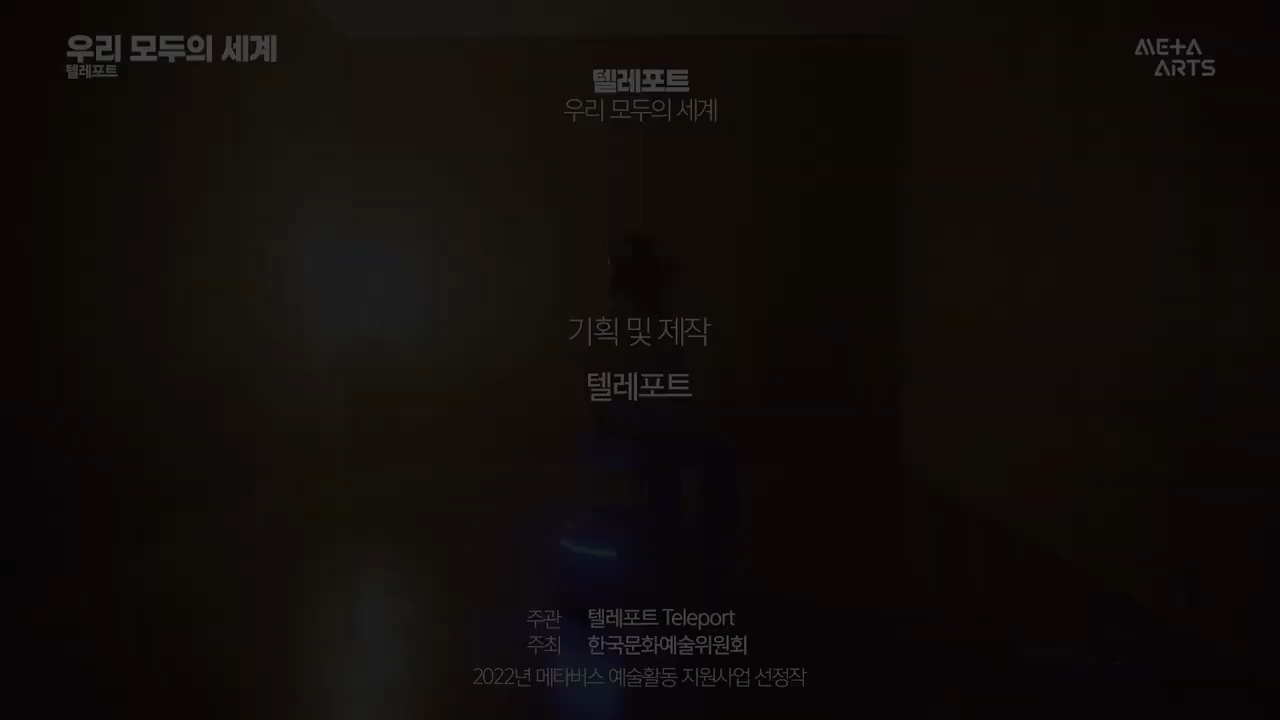 우리 모두의 세계
텔레포트
META
ARTS
텔레포트
우리 모두의 세계
기획 및 제작
텔레포트
주관 텔레포트 Teleport
주최 한국문화예술위원회
2022년 메타버스 예술활동 지원사업 선정작